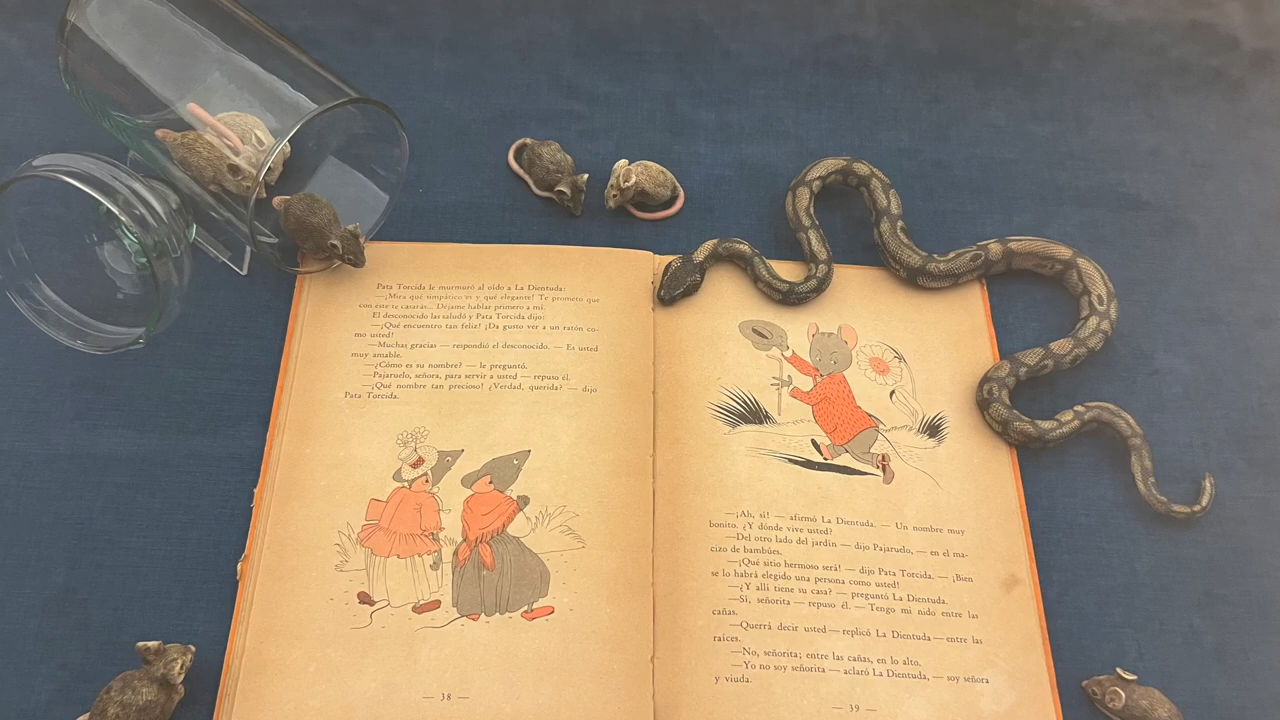 Pata Torcida le murmuró al oído a La Dientuda:
—¡Mira qué simpático es y qué elegante! Te prometo que
con éste te casarás... Déjame hablar primero a mí.
El desconocido las saludó y Pata Torcida dijo:
—¡Qué encuentro tan feliz! ¡Da gusto ver a un ratón co-
mo usted!
—Muchas gracias — respondió el desconocido. — Es usted
muy amable.
—¿Cómo es su nombre? — le preguntó.
—Pajaruelo, señora, para servir a usted — repuso él.
—¡Qué nombre tan precioso! ¿Verdad, querida? — dijo
Pata Torcida.
— 38 —
—¡Ah, sí! — afirmó La Dientuda. — Un nombre muy
bonito. ¿Y dónde vive usted?
—Del otro lado del jardín — dijo Pajaruelo, — en el ma-
cizo de bambúes.
—¡Qué sitio hermoso será! — dijo Pata Torcida. — ¡Bien
se lo habrá elegido una persona como usted!
—¿Y allí tiene su casa? — preguntó La Dientuda.
—Sí, señorita — repuso él. — Tengo mi nido entre las
cañas.
—Querrá decir usted — replicó La Dientuda — entre las
raíces.
—No, señorita; entre las cañas, en lo alto.
—Yo no soy señorita — aclaró La Dientuda, — soy señora
y viuda.
— 39 —